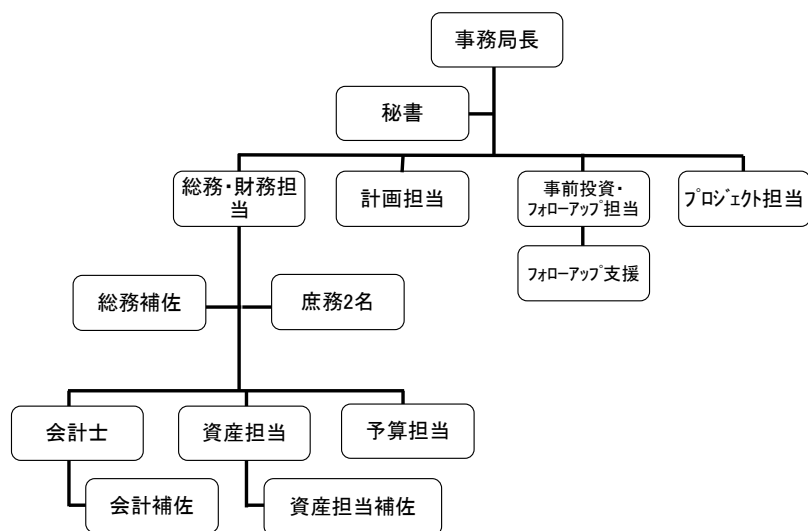 事務局長
秘書
総務・財務担
当
計画担当
事前投資・
ﾌｫﾛｰｱｯﾌﾟ担当
ﾌﾟﾛｼﾞｪｸﾄ担当
ﾌｫﾛｰｱｯﾌﾟ支援
総務補佐
庶務2名
会計士
資産担当
予算担当
会計補佐
資産担当補佐